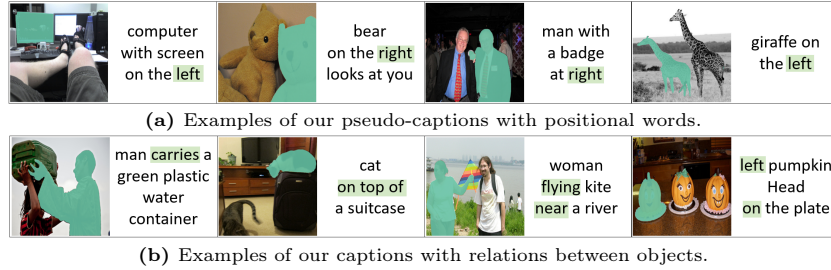 computer
with screen
on the left
bear
on the right
looks at you
man with
a badge
at right
giraffe on
the left
(a) Examples of our pseudo-captions with positional words.
man carries a
green plastic
water
container
cat
on top of
a suitcase
woman
flying kite
near a river
left pumpkin
Head
on the plate
(b) Examples of our captions with relations between objects.